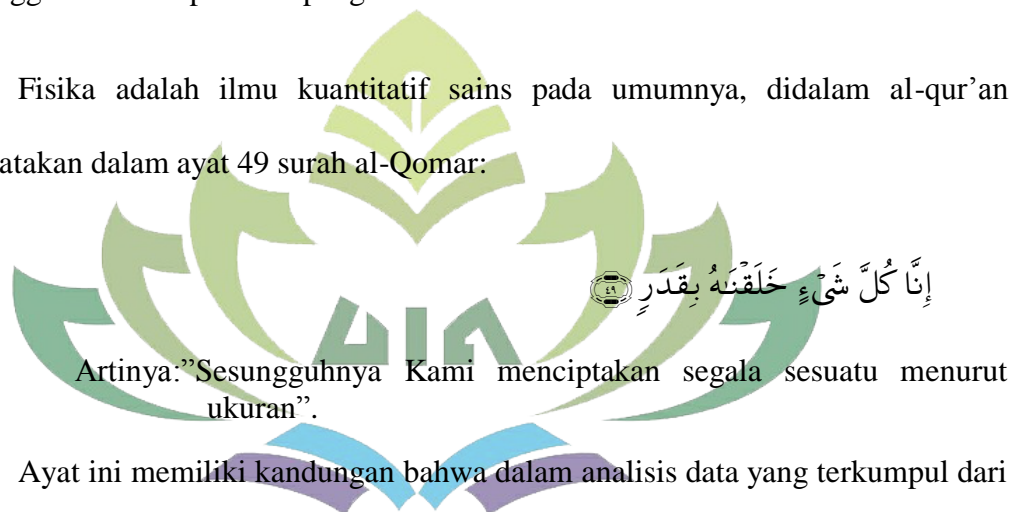 Fisika adalah ilmu kuantitatif sains pada umumnya, didalam al-qur’an
atakan dalam ayat 49 surah al-Qomar:
إِنَّا كُلَّ شَيْءٍ خَلَقْنَٰهُ بِقَدَرٍ ٤٩
UIN
Artinya:”Sesungguhnya Kami menciptakan segala sesuatu menurut
ukuran”.
Ayat ini memiliki kandungan bahwa dalam analisis data yang terkumpul dari